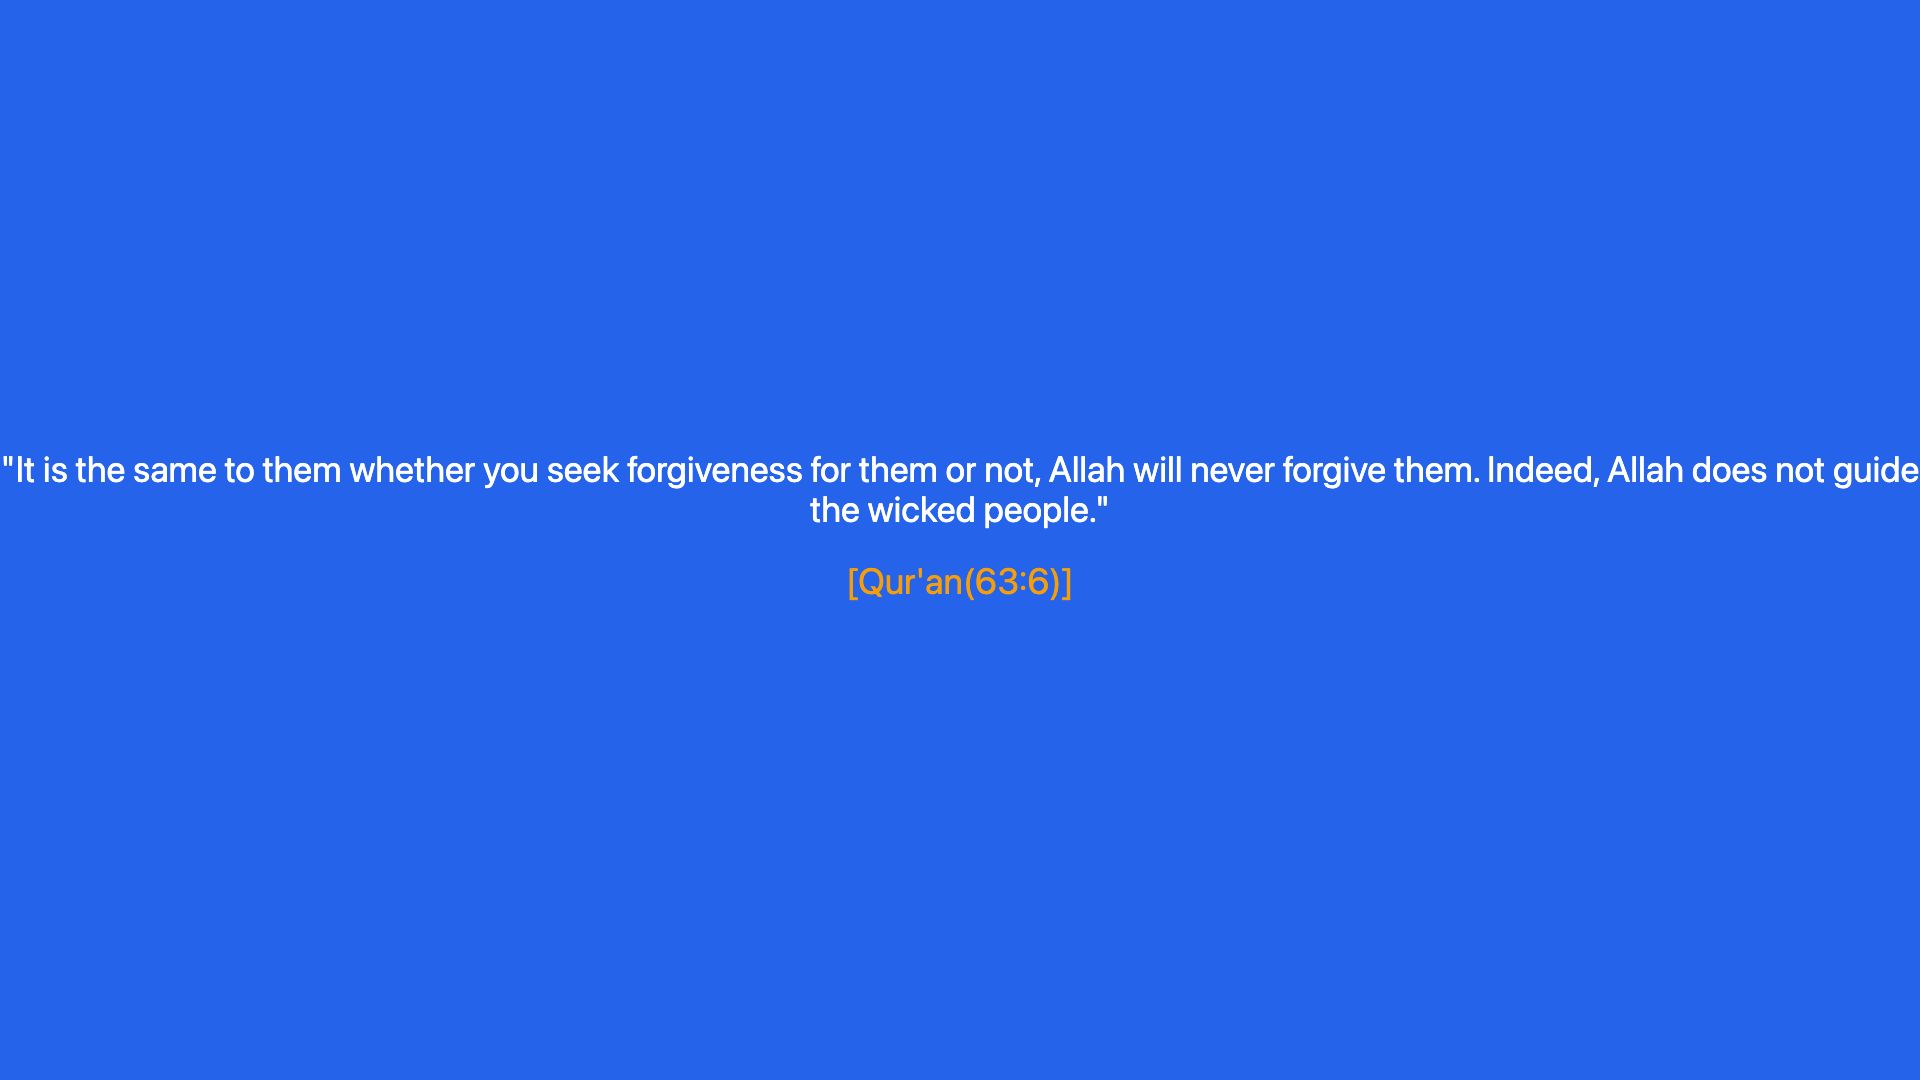 "It is the same to them whether you seek forgiveness for them or not, Allah will never forgive them. Indeed, Allah does not guide
the wicked people."
[Qur'an(63:6)]